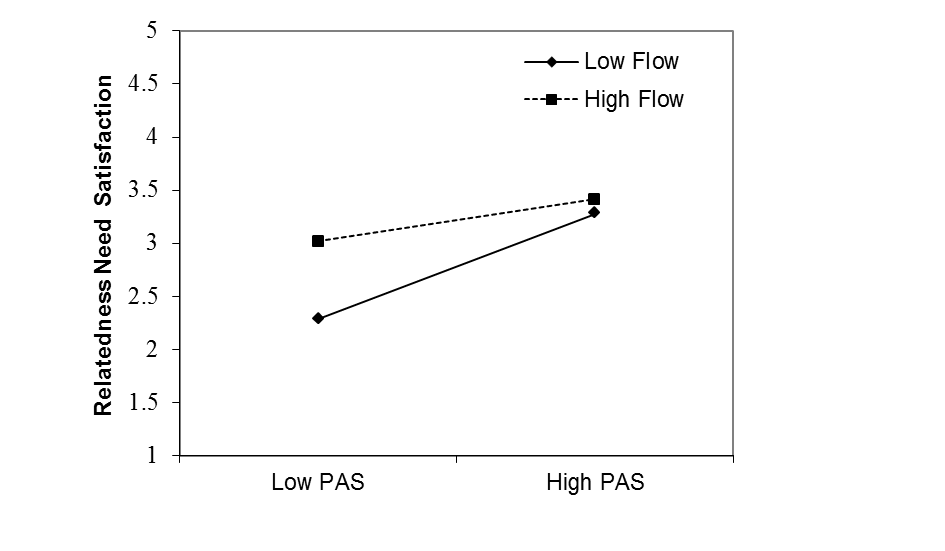 Low Flow
High Flow
Relatedness Need Satisfaction
5
4.5
4
3.5
3
2.5
2
1.5
1
Low PAS
High PAS